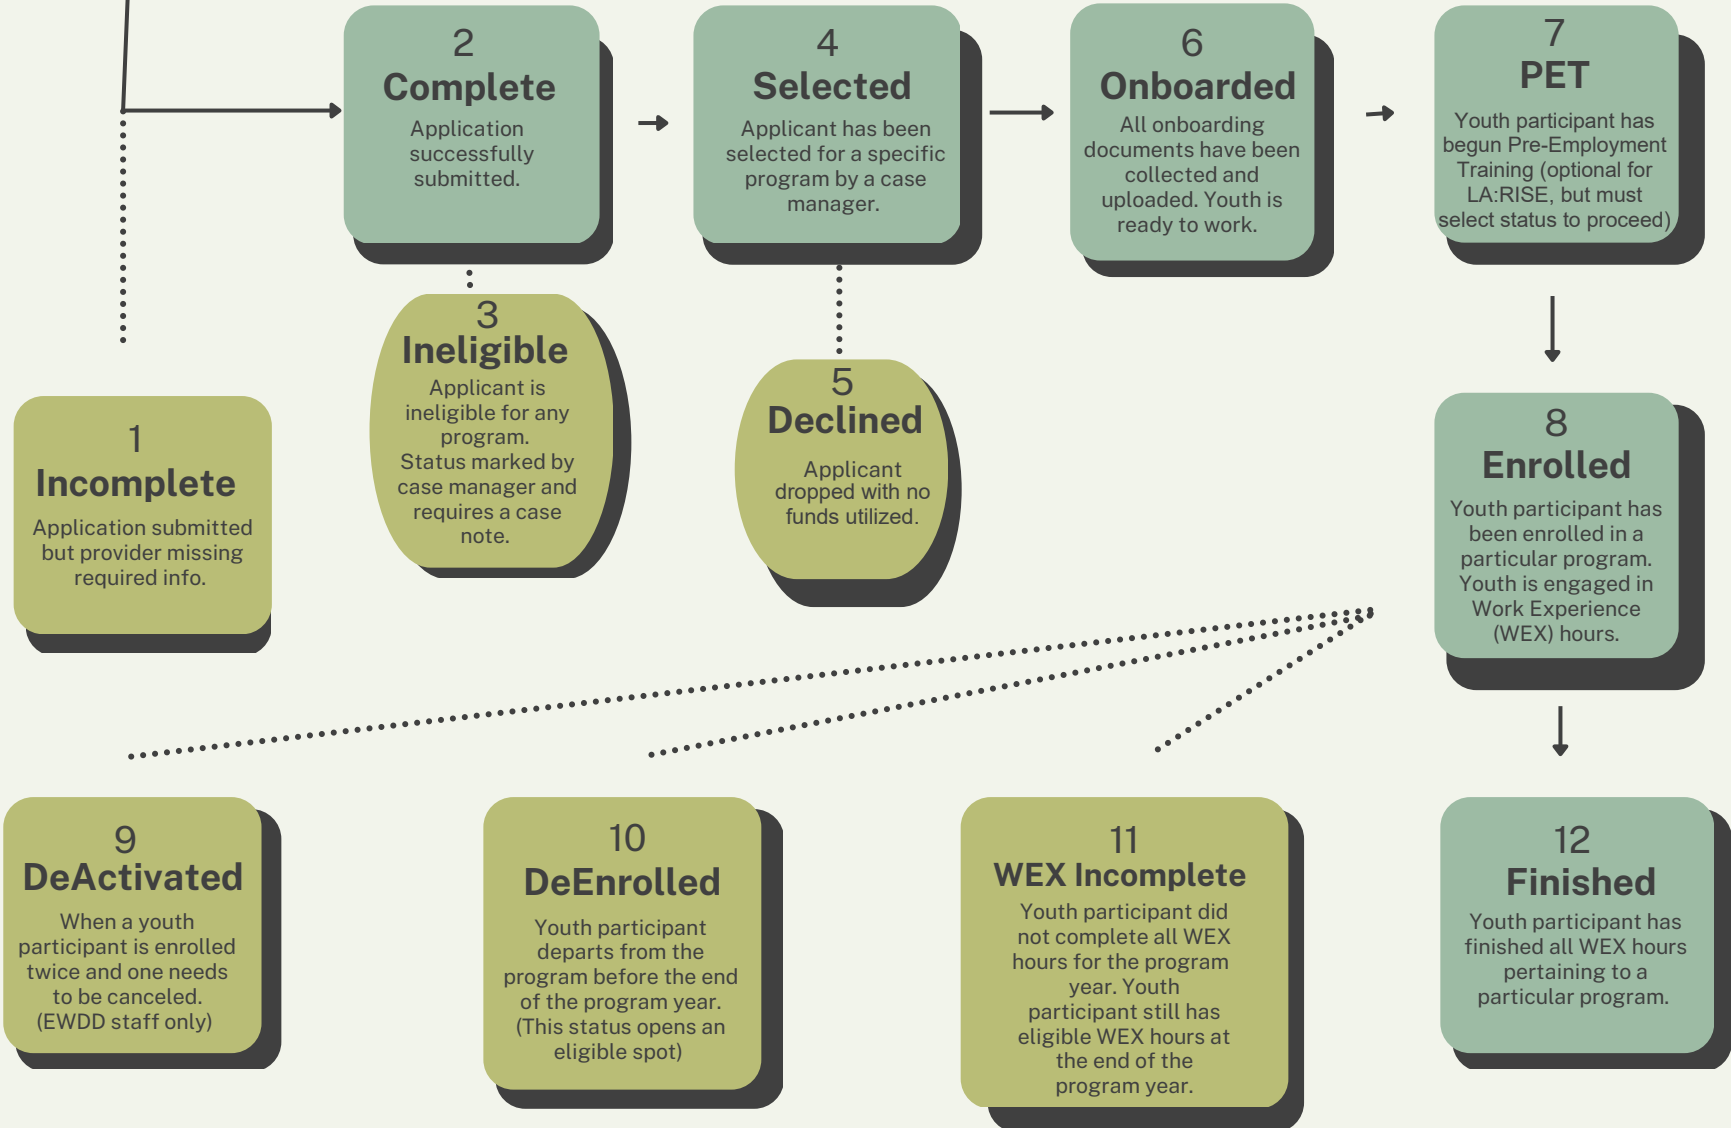 2
Complete
Application
successfully
submitted.
4
Selected
Applicant has been
selected for a specific
program by a case
manager.
6
Onboarded
All onboarding
documents have been
collected and
uploaded. Youth is
ready to work.
7
PET
Youth participant has
begun Pre-Employment
Training (optional for
LA:RISE, but must
select status to proceed)
3
Ineligible
Applicant is
ineligible for any
program.
Status marked by
case manager and
requires a case
note.
5
Declined
Applicant
dropped with no
funds utilized.
1
Incomplete
Application submitted
but provider missing
required info.
8
Enrolled
Youth participant has
been enrolled in a
particular program.
Youth is engaged in
Work Experience
(WEX) hours.
9
DeActivated
When a youth
participant is enrolled
twice and one needs
to be canceled.
(EWDD staff only)
10
DeEnrolled
Youth participant
departs from the
program before the end
of the program year.
(This status opens an
eligible spot)
11
WEX Incomplete
Youth participant did
not complete all WEX
hours for the program
year. Youth
participant still has
eligible WEX hours at
the end of the
program year.
12
Finished
Youth participant has
finished all WEX hours
pertaining to a
particular program.